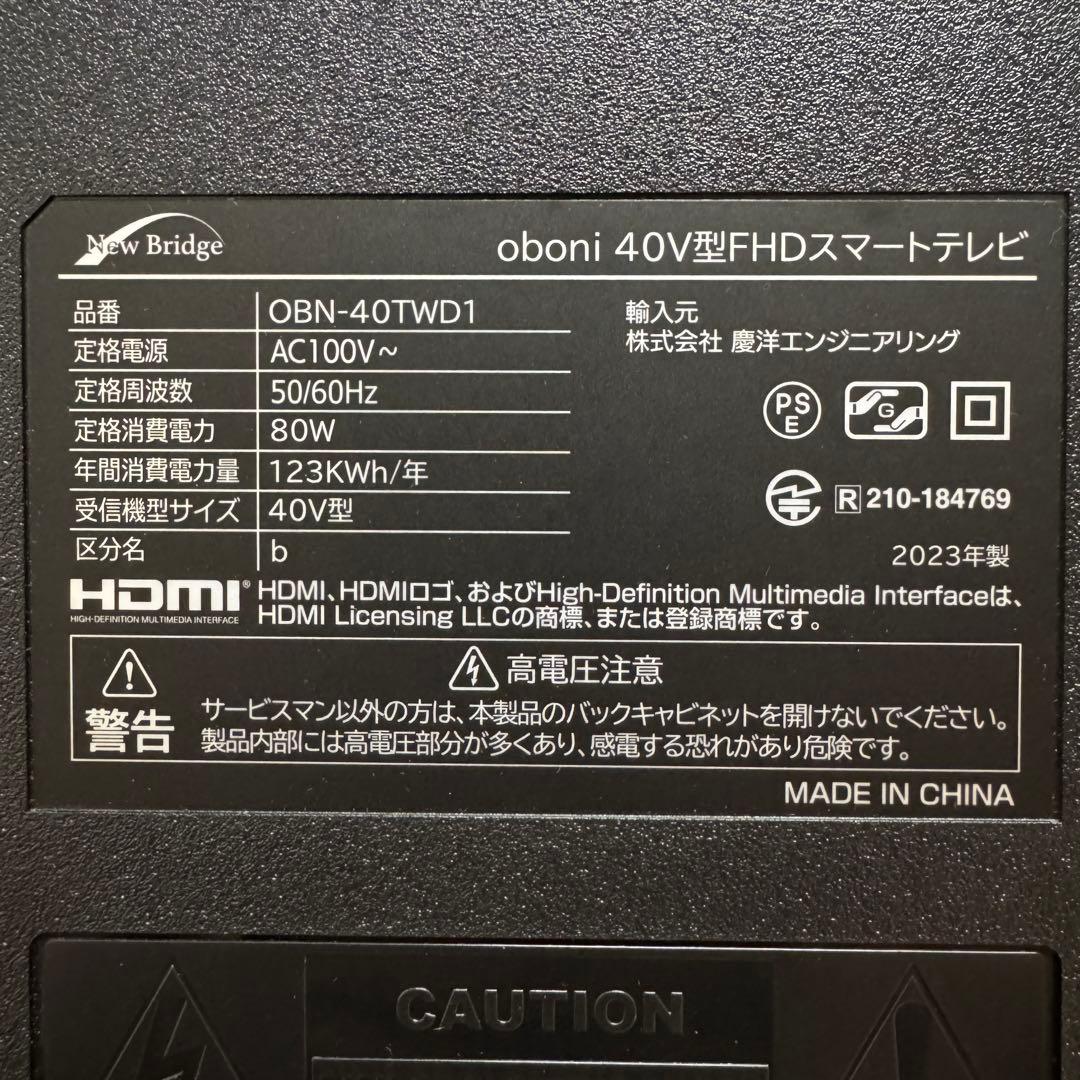 New Bridge
oboni 40V型FHDスマートテレビ
品番 OBN-40TWD1
定格電源 AC100V~
定格周波数 50/60Hz
定格消費電力 80W
年間消費電力量 123KWh/年
受信機型サイズ 40V型
区分名 b
輸入元
株式会社 慶洋エンジニアリング
PS E G
R 210-184769
2023年製
HDMI® HDMI、HDMIロゴ、およびHigh-Definition Multimedia Interfaceは、
HIGH-DEFINITION MULTIMEDIA INTERFACE HDMI Licensing LLCの商標、または登録商標です。
高電圧注意
警告
サービスマン以外の方は、本製品のバックキャビネットを開けないでください。
製品内部には高電圧部分が多くあり、感電する恐れがあり危険です。
MADE IN CHINA
CAUTION